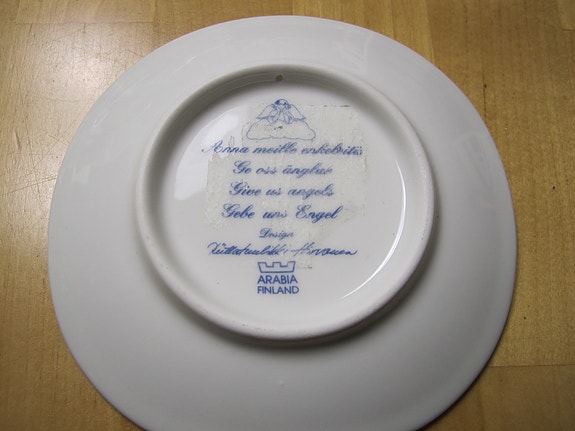 Anna meille enkeleitä
Ge oss änglar
Give us angels
Gebe uns Engel
Design
ARABIA
FINLAND